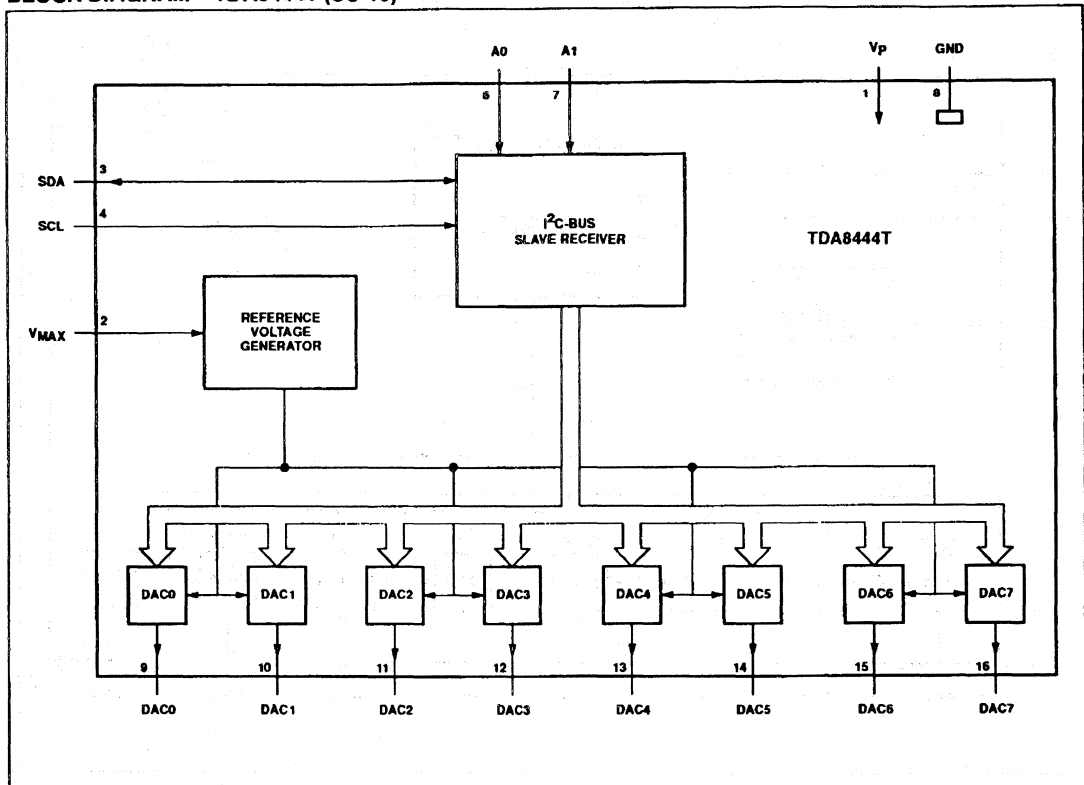 A0 A1 Vp GND
7 1 8
3
SDA
4
SCL
I²C-BUS
SLAVE RECEIVER
TDA8444T
2
VMAX
REFERENCE
VOLTAGE
GENERATOR
DAC0 DAC1 DAC2 DAC3 DAC4 DAC5 DAC6 DAC7
9 10 11 12 13 14 15 16
DAC0 DAC1 DAC2 DAC3 DAC4 DAC5 DAC6 DAC7